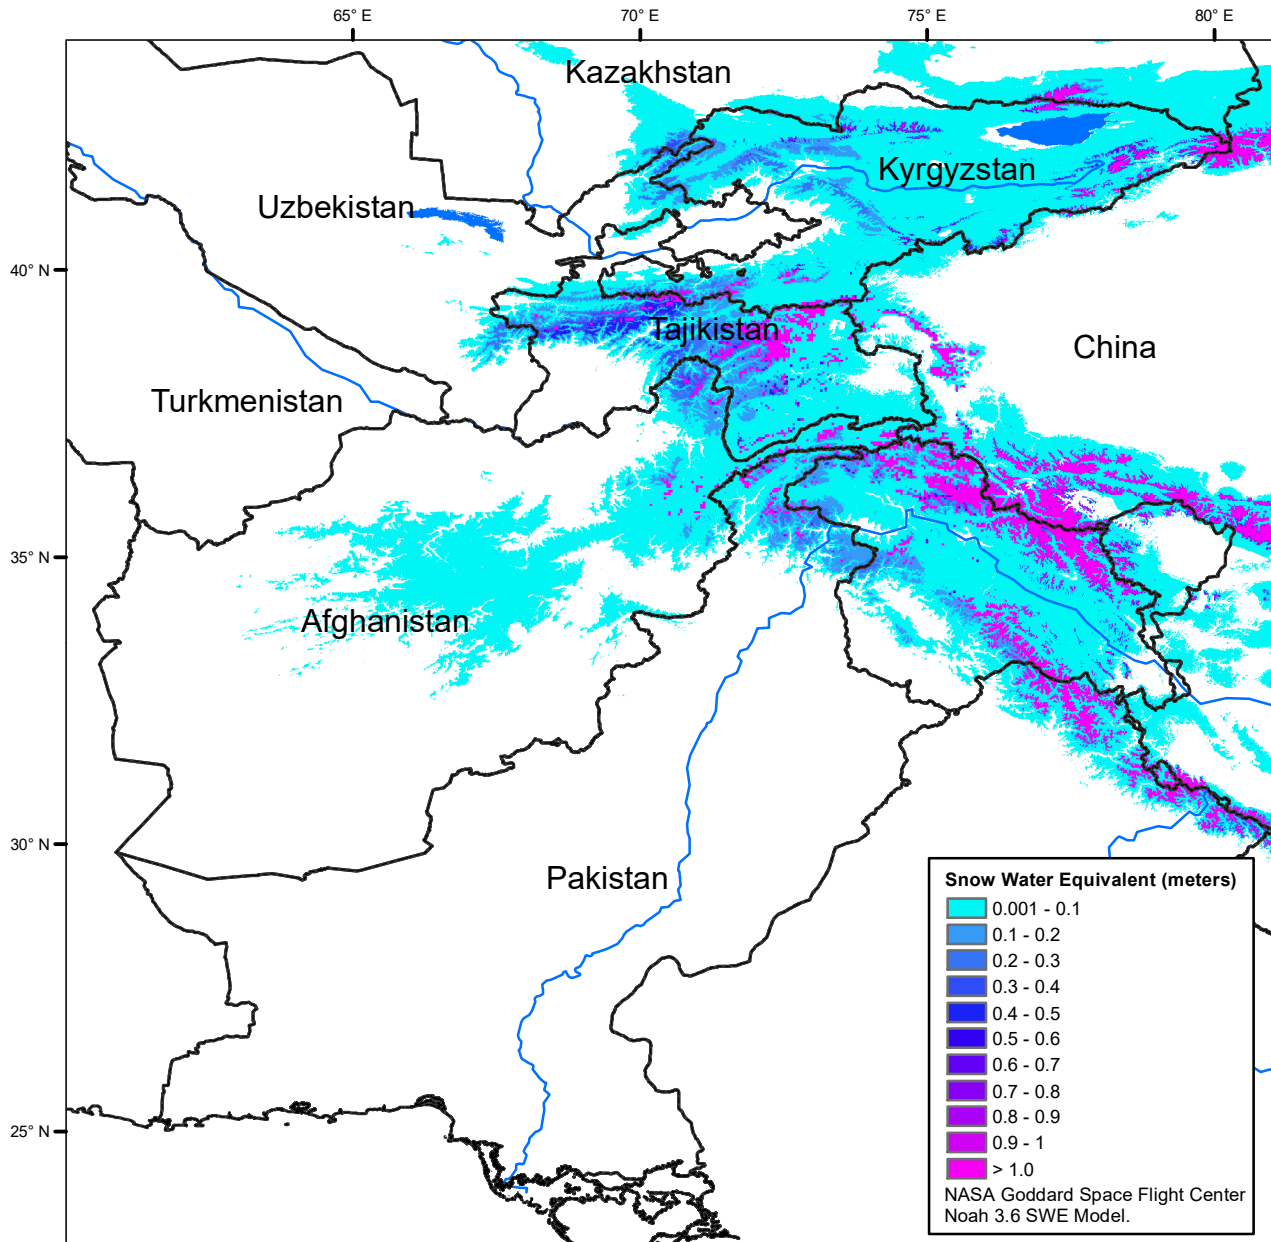 65° E
70° E
75° E
80° E
Kazakhstan
Kyrgyzstan
Uzbekistan
40° N
Tajikistan
China
Turkmenistan
35° N
Afghanistan
30° N
Pakistan
25° N
Snow Water Equivalent (meters)
0.001 - 0.1
0.1 - 0.2
0.2 - 0.3
0.3 - 0.4
0.4 - 0.5
0.5 - 0.6
0.6 - 0.7
0.7 - 0.8
0.8 - 0.9
0.9 - 1
> 1.0
NASA Goddard Space Flight Center
Noah 3.6 SWE Model.